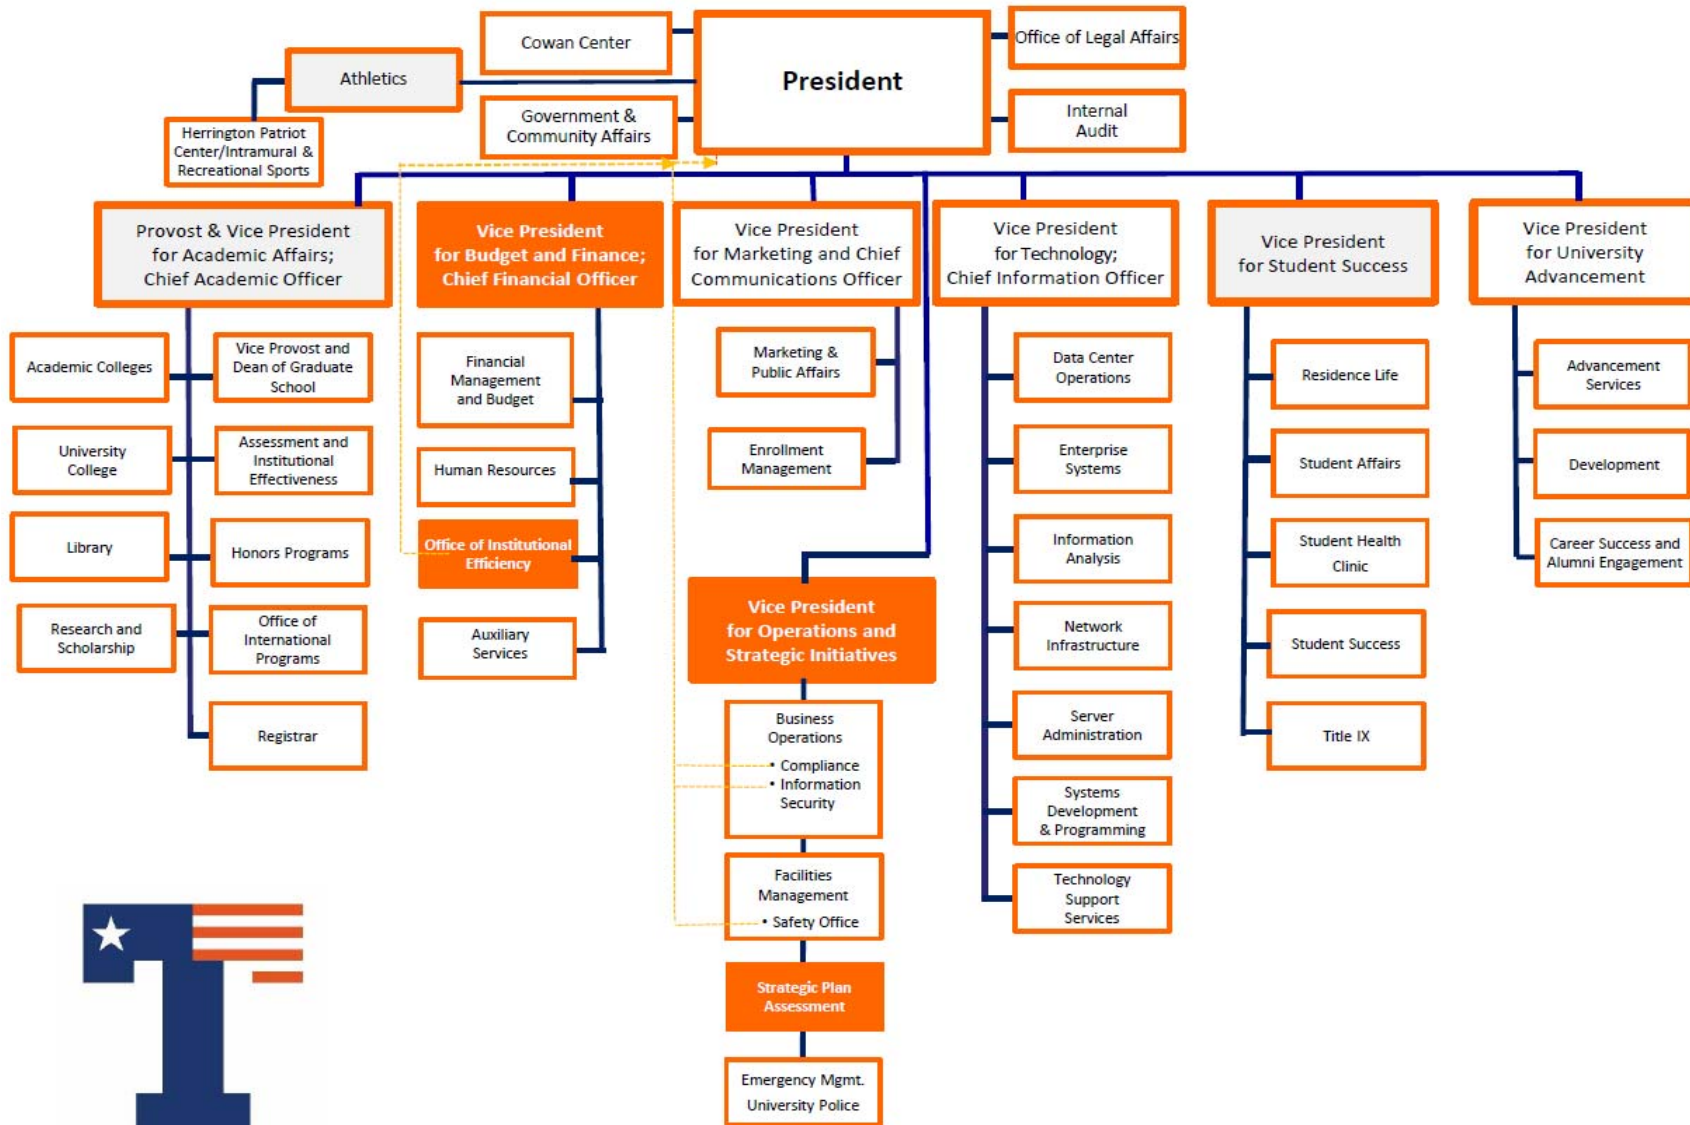 Cowan Center
President
Office of Legal Affairs
Athletics
Government &
Community Affairs
Internal
Audit
Herrington Patriot
Center/Intramural &
Recreational Sports
Provost & Vice President
for Academic Affairs;
Chief Academic Officer
Vice President
for Budget and Finance;
Chief Financial Officer
Vice President
for Marketing and Chief
Communications Officer
Vice President
for Technology;
Chief Information Officer
Vice President
for Student Success
Vice President
for University
Advancement
Academic Colleges
Vice Provost and
Dean of Graduate
School
University
College
Assessment and
Institutional
Effectiveness
Library
Honors Programs
Research and
Scholarship
Office of
International
Programs
Registrar
Financial
Management
and Budget
Human Resources
Office of Institutional
Efficiency
Auxiliary
Services
Marketing &
Public Affairs
Enrollment
Management
Vice President
for Operations and
Strategic Initiatives
Business
Operations
• Compliance
• Information
Security
Facilities
Management
• Safety Office
Strategic Plan
Assessment
Emergency Mgmt.
University Police
Data Center
Operations
Enterprise
Systems
Information
Analysis
Network
Infrastructure
Server
Administration
Systems
Development
& Programming
Technology
Support
Services
Residence Life
Student Affairs
Student Health
Clinic
Student Success
Title IX
Advancement
Services
Development
Career Success and
Alumni Engagement
T